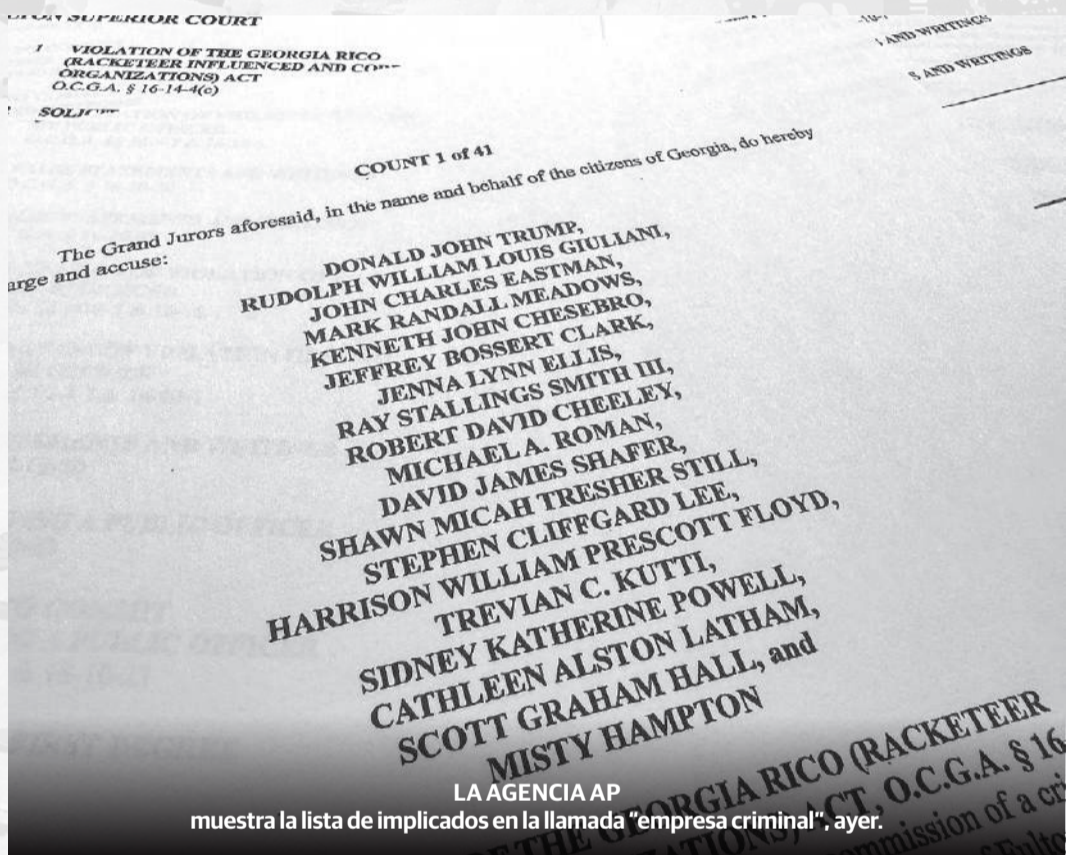 SUPERIOR COURT
1 VIOLATION OF THE GEORGIA RICO
(RACKETEER INFLUENCED AND
ORGANIZATIONS) ACT
O.C.G.A. § 16-14-4(c)
AND WRITINGS
S AND WRITINGS
COUNT 1 of 41
The Grand Jurors aforesaid, in the name and behalf of the citizens of Georgia, do hereby
arge and accuse:
DONALD JOHN TRUMP,
RUDOLPH WILLIAM LOUIS GIULIANI,
JOHN CHARLES EASTMAN,
MARK RANDALL MEADOWS,
KENNETH JOHN CHESEBRO,
JEFFREY BOSSERT CLARK,
JENNA LYNN ELLIS,
RAY STALLINGS SMITH III,
ROBERT DAVID CHEELEY,
MICHAEL A. ROMAN,
DAVID JAMES SHAFER,
SHAWN MICAH TRESHER STILL,
STEPHEN CLIFFGARD LEE,
HARRISON WILLIAM PRESCOTT FLOYD,
TREVIAN C. KUTTI,
SIDNEY KATHERINE POWELL,
CATHLEEN ALSTON LATHAM,
SCOTT GRAHAM HALL, and
MISTY HAMPTON
THE GEORGIA RICO (RACKETEER
ACT, O.C.G.A. § 16-
of a cri
LA AGENCIA AP
muestra la lista de implicados en la llamada "empresa criminal", ayer.